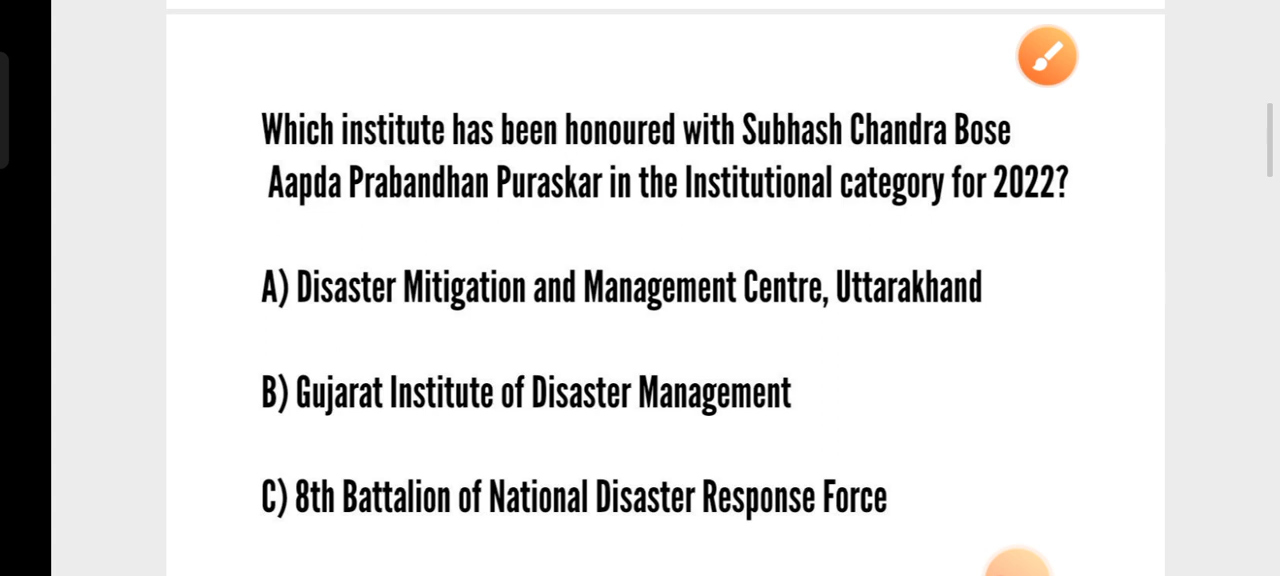 Which institute has been honoured with Subhash Chandra Bose
Aapda Prabandhan Puraskar in the Institutional category for 2022?
A) Disaster Mitigation and Management Centre, Uttarakhand
B) Gujarat Institute of Disaster Management
C) 8th Battalion of National Disaster Response Force